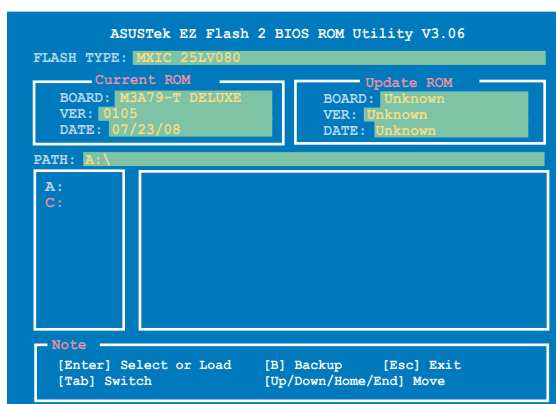 ASUSTek EZ Flash 2 BIOS ROM Utility V3.06
FLASH TYPE: MXIC 25LV080
Current ROM
BOARD: M3A79-T DELUXE
VER: 0105
DATE: 07/23/08
Update ROM
BOARD: Unknown
VER: Unknown
DATE: Unknown
PATH: A:\
A:
C:
Note
[Enter] Select or Load [B] Backup [Esc] Exit
[Tab] Switch [Up/Down/Home/End] Move